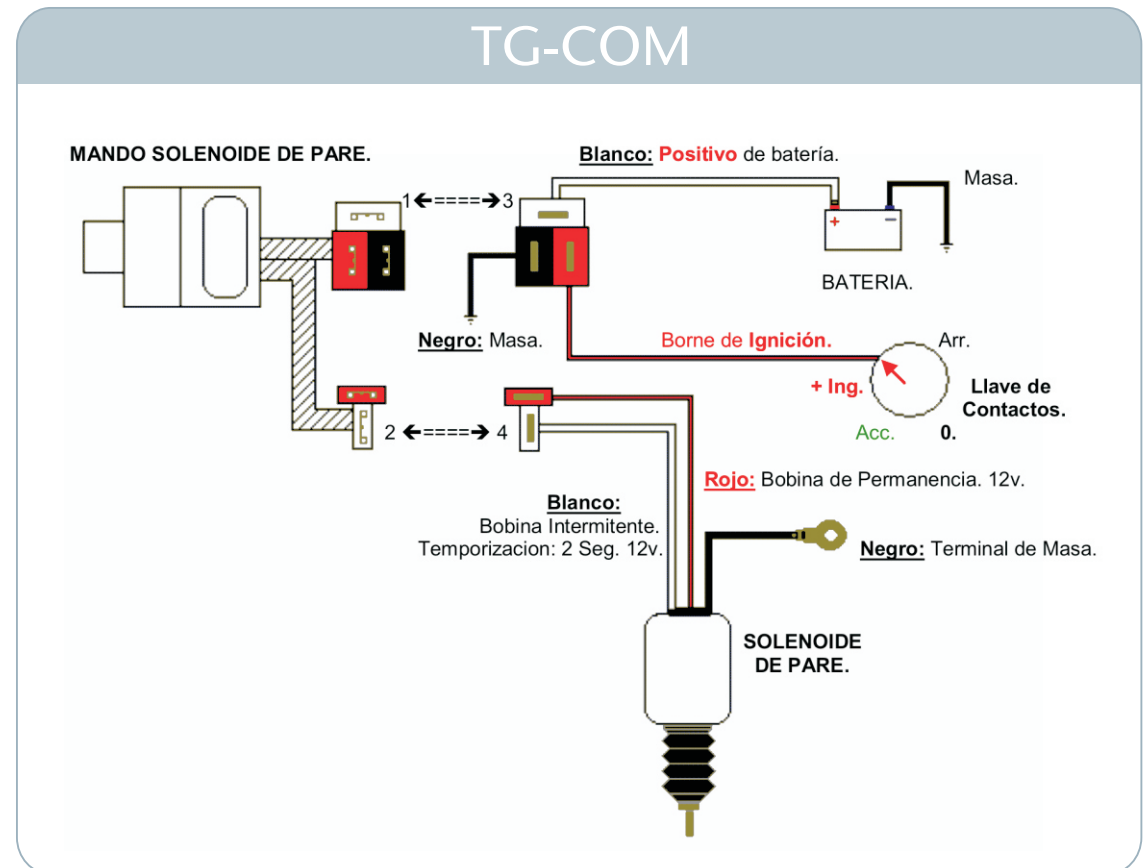 TG-COM
MANDO SOLENOIDE DE PARE.
Blanco: Positivo de batería.
Masa.
1 🡸====🡺 3
+ −
BATERIA.
Negro: Masa.
Borne de Ignición.
Arr.
+ Ing.
Llave de
Contactos.
Acc. 0.
2 🡸====🡺 4
Rojo: Bobina de Permanencia. 12v.
Blanco:
Bobina Intermitente.
Temporizacion: 2 Seg. 12v.
Negro: Terminal de Masa.
SOLENOIDE
DE PARE.